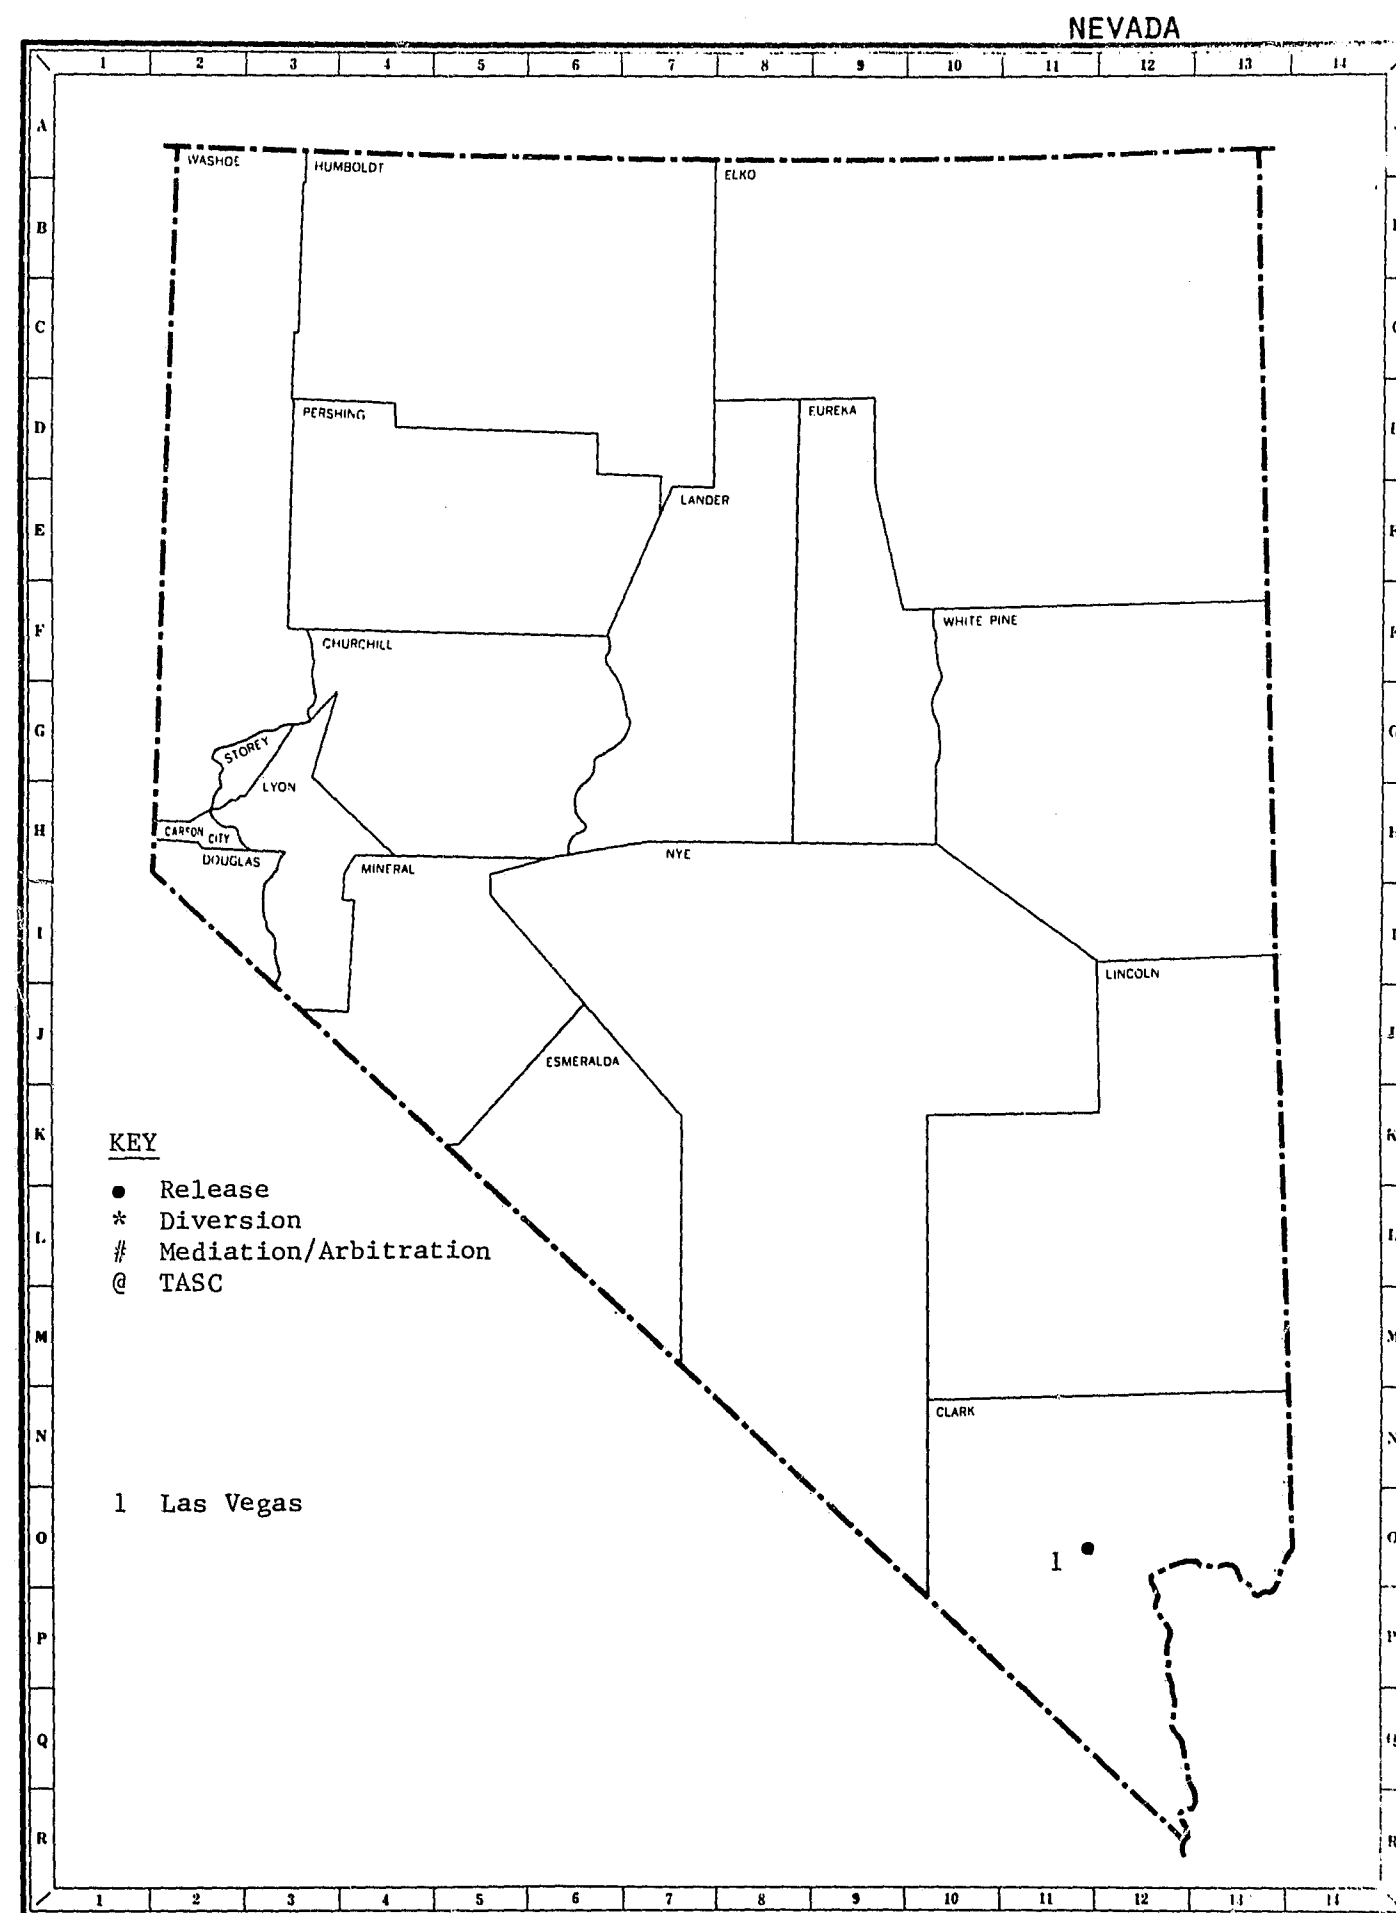 NEVADA
1 2 3 4 5 6 7 8 9 10 11 12 13 14
A
B
C
D
E
F
G
H
I
J
K
L
M
N
O
P
Q
R
WASHOE
HUMBOLDT
ELKO
PERSHING
EUREKA
LANDER
WHITE PINE
CHURCHILL
STOREY
LYON
CARSON CITY
DOUGLAS
MINERAL
NYE
LINCOLN
ESMERALDA
CLARK
KEY
● Release
* Diversion
# Mediation/Arbitration
@ TASC
1 Las Vegas
1
1 2 3 4 5 6 7 8 9 10 11 12 13 14